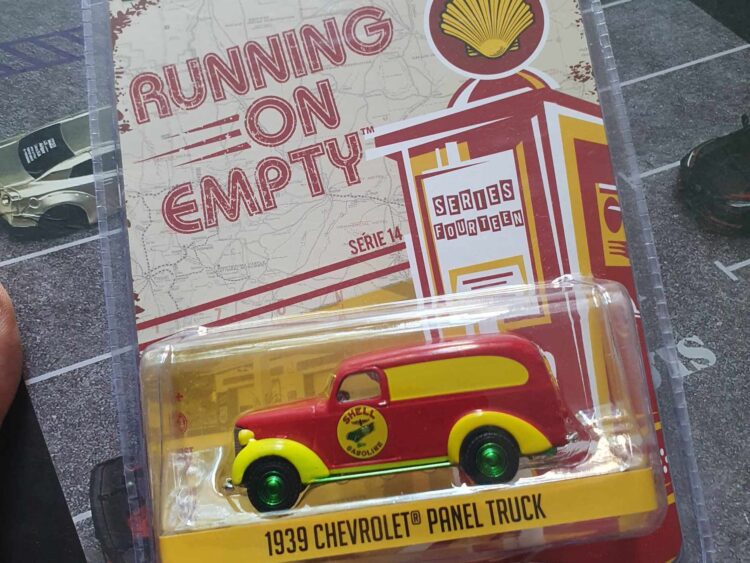 RUNNING
ON
EMPTY™
SERIES
FOURTEEN
SERIE 14
SHELL
GASOLINE
1939 CHEVROLET® PANEL TRUCK